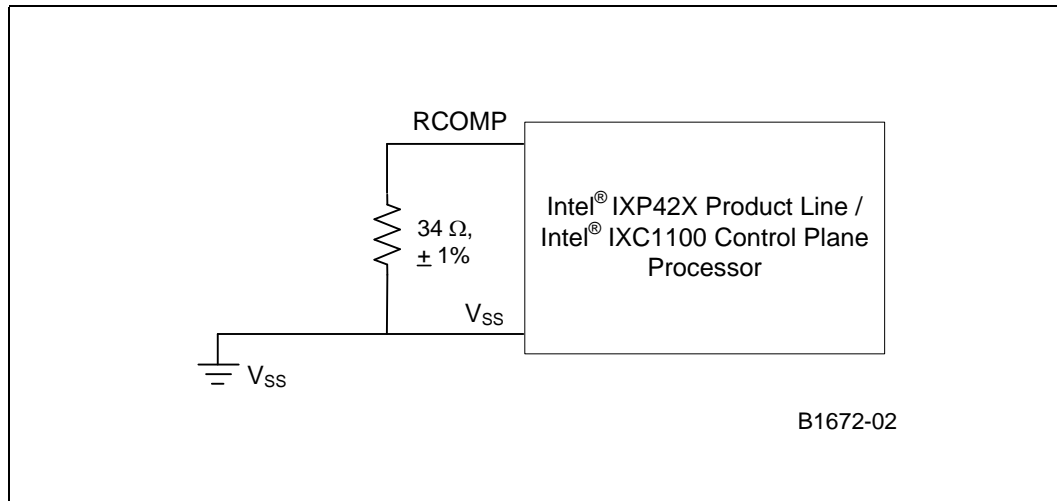 RCOMP
34 Ω,
± 1%
Intel® IXP42X Product Line /
Intel® IXC1100 Control Plane
Processor
VSS
VSS
B1672-02